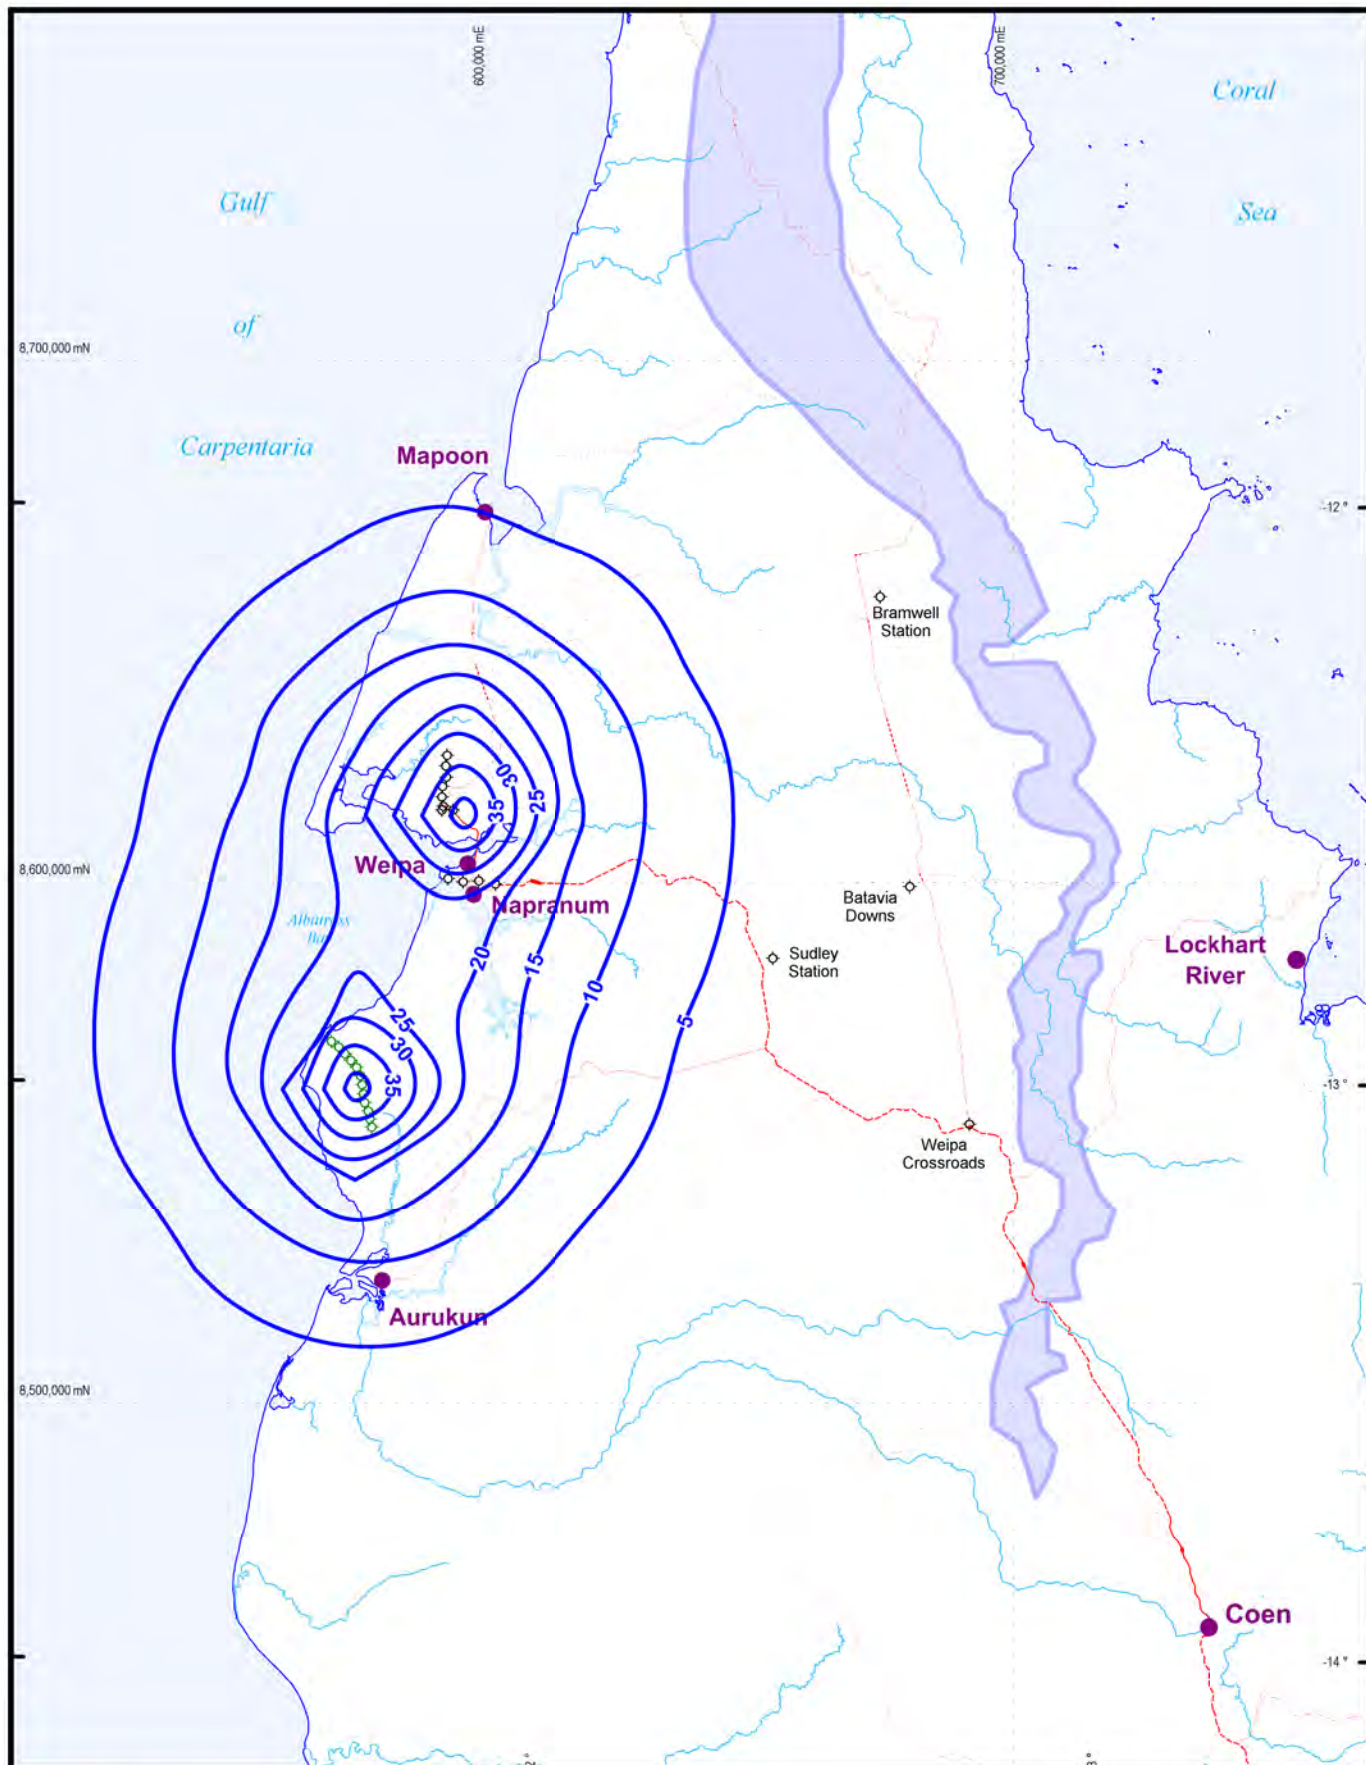 600,000 mE
700,000 mE
Coral
Sea
Gulf
of
Carpentaria
8,700,000 mN
Mapoon
-12°
Bramwell
Station
30
25
35
Weipa
8,600,000 mN
Napranum
Batavia
Downs
Albatross
Bay
Lockhart
River
Sudley
Station
20
15
10
5
25
30
35
-13°
Weipa
Crossroads
Aurukun
8,500,000 mN
Coen
-14°